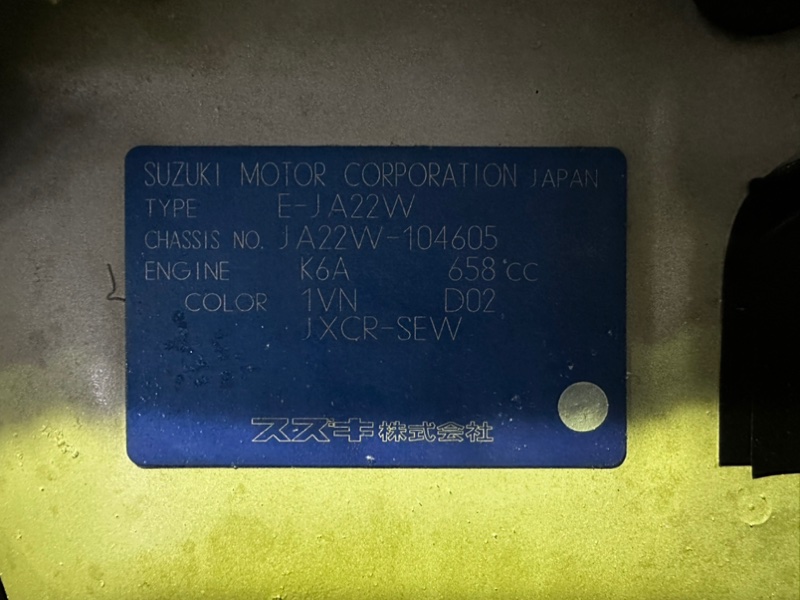 SUZUKI MOTOR CORPORATION JAPAN
TYPE E-JA22W
CHASSIS NO. JA22W-104605
ENGINE K6A 658 CC
COLOR 1VN D02
JXCR-SEW
スズキ株式会社